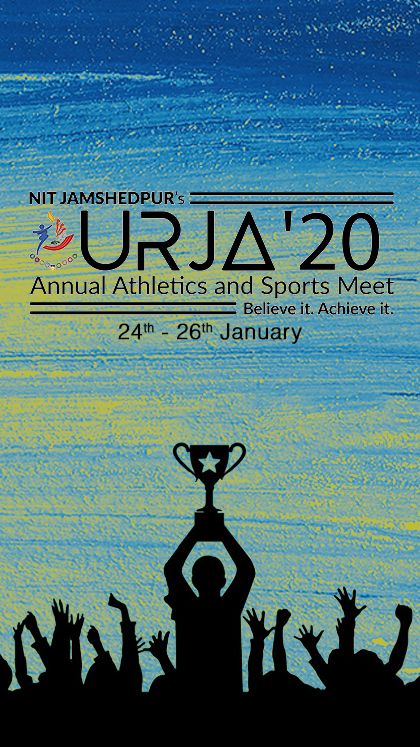 NIT JAMSHEDPUR's
URJA '20
Annual Athletics and Sports Meet
Believe it. Achieve it.
24th - 26th January